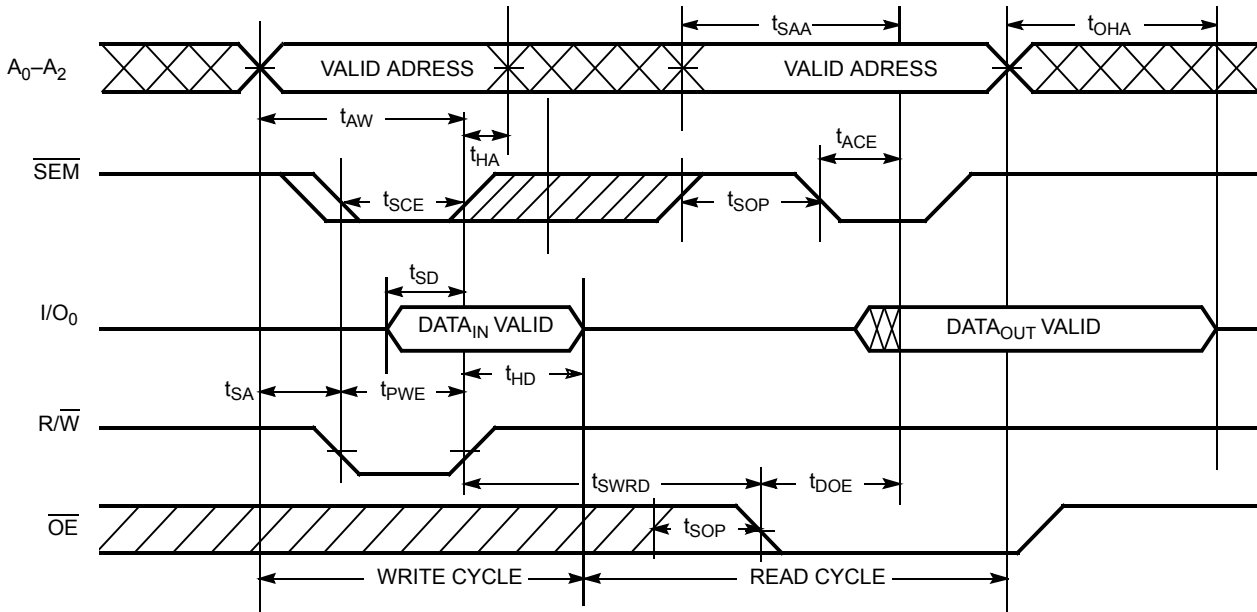 tSAA tOHA
A0–A2 VALID ADRESS VALID ADRESS
tAW
tHA tACE
SEM
tSCE tSOP
tSD
I/O0 DATAIN VALID DATAOUT VALID
tSA tPWE tHD
R/W
tSWRD tDOE
OE tSOP
WRITE CYCLE READ CYCLE